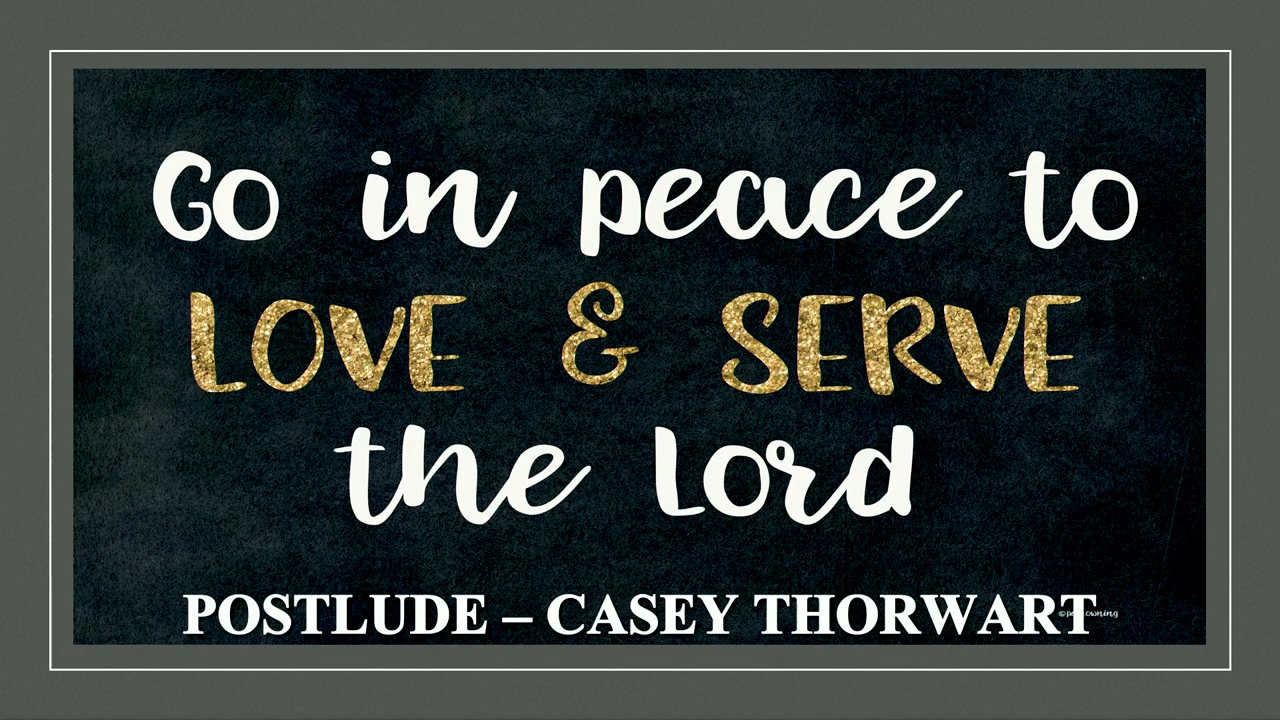 Go in peace to
LOVE & SERVE
the Lord
POSTLUDE – CASEY THORWART